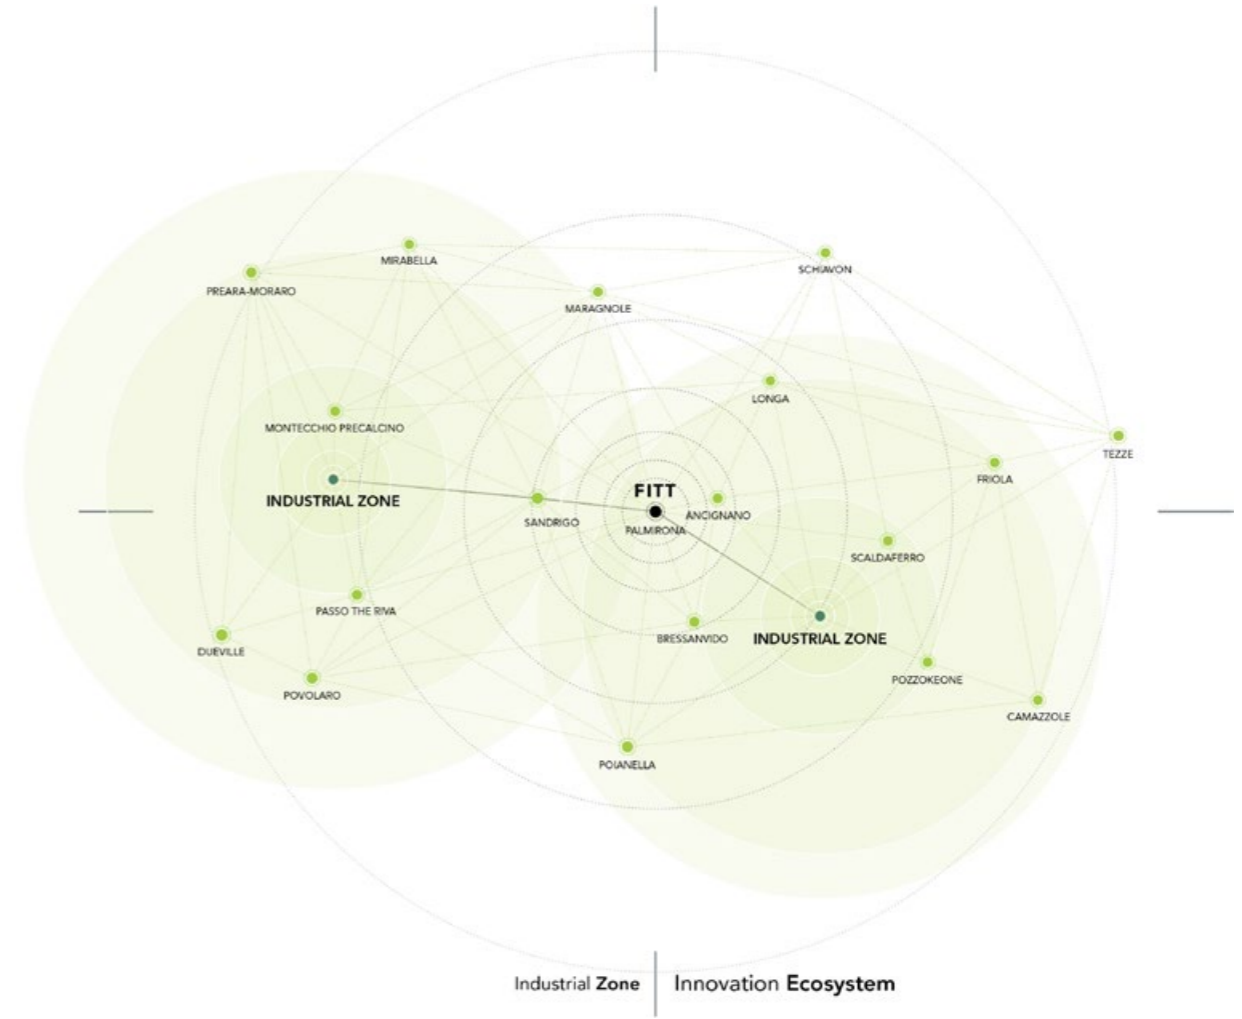 MIRABELLA
SCHIAVON
PREARA-MORARO
MARAGNOLE
LONGA
MONTECCHIO PRECALCINO
TEZZE
FRIOLA
FITT
INDUSTRIAL ZONE
SANDRIGO
ANCIGNANO
PALMIRONA
SCALDAFERRO
PASSO THE RIVA
BRESSANVIDO
INDUSTRIAL ZONE
DUEVILLE
POZZOKEONE
POVOLARO
CAMAZZOLE
POIANELLA
Industrial Zone
Innovation Ecosystem